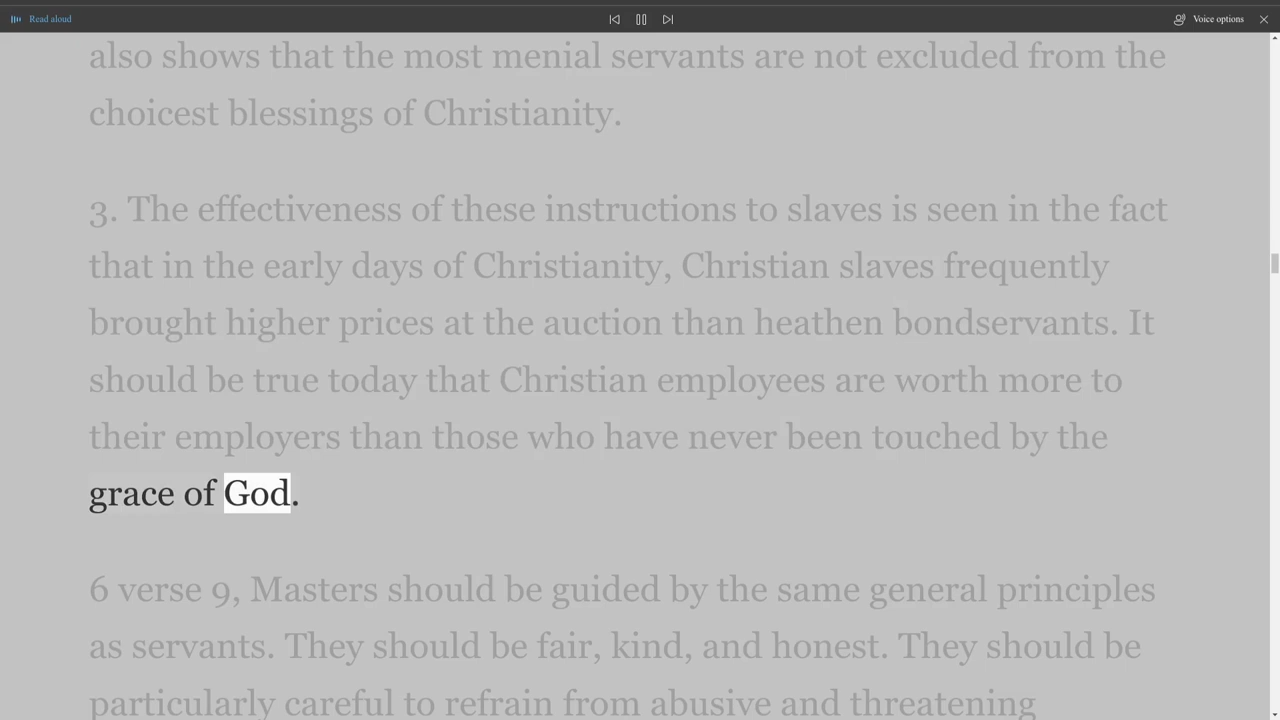 Read aloud
Voice options
also shows that the most menial servants are not excluded from the
choicest blessings of Christianity.
3. The effectiveness of these instructions to slaves is seen in the fact
that in the early days of Christianity, Christian slaves frequently
brought higher prices at the auction than heathen bondservants. It
should be true today that Christian employees are worth more to
their employers than those who have never been touched by the
grace of God.
6 verse 9, Masters should be guided by the same general principles
as servants. They should be fair, kind, and honest. They should be
particularly careful to refrain from abusive and threatening